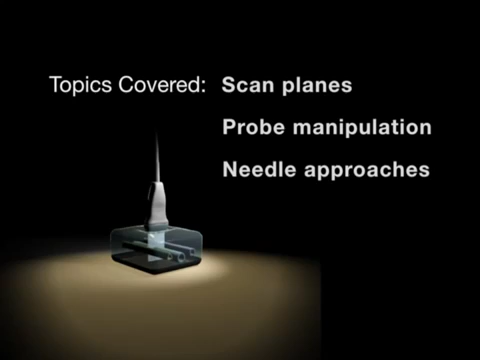 Topics Covered: Scan planes
Probe manipulation
Needle approaches